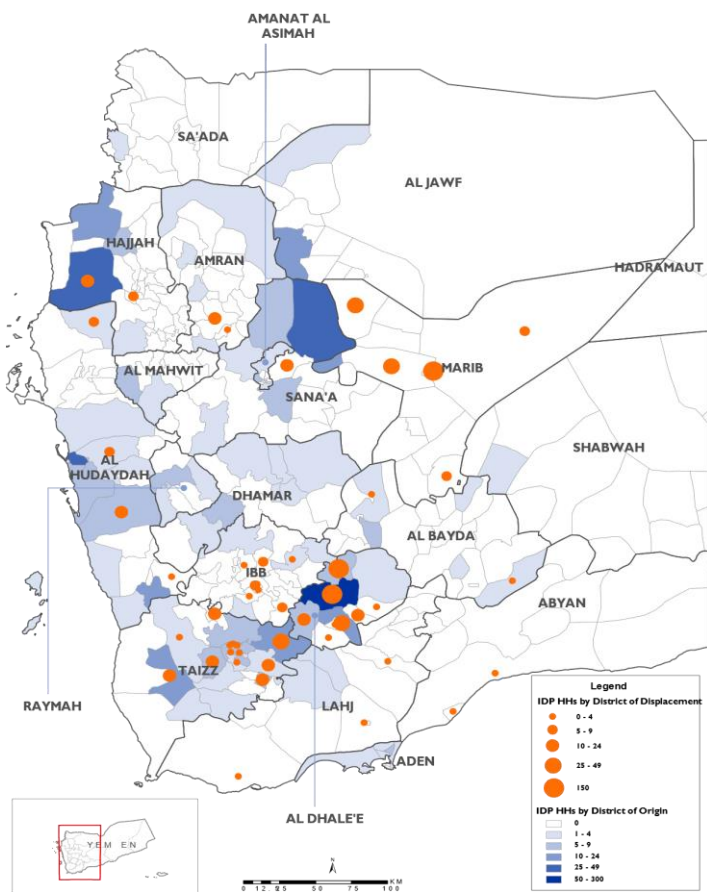 AMANAT AL
ASIMAH
SA'ADA
AL JAWF
HAJJAH
AMRAN
HADRAMAUT
AL MAHWIT
MARIB
SANA'A
SHABWAH
AL
HUDAYDAH
DHAMAR
AL BAYDA
IBB
ABYAN
TAIZZ
RAYMAH
LAHJ
ADEN
AL DHALE'E
Legend
IDP HHs by District of Displacement
0 - 4
5 - 9
10 - 24
25 - 49
150
IDP HHs by District of Origin
0
1 - 4
5 - 9
10 - 24
25 - 49
50 - 300
YEMEN
N
KM
0 12.5 25 50 75 100